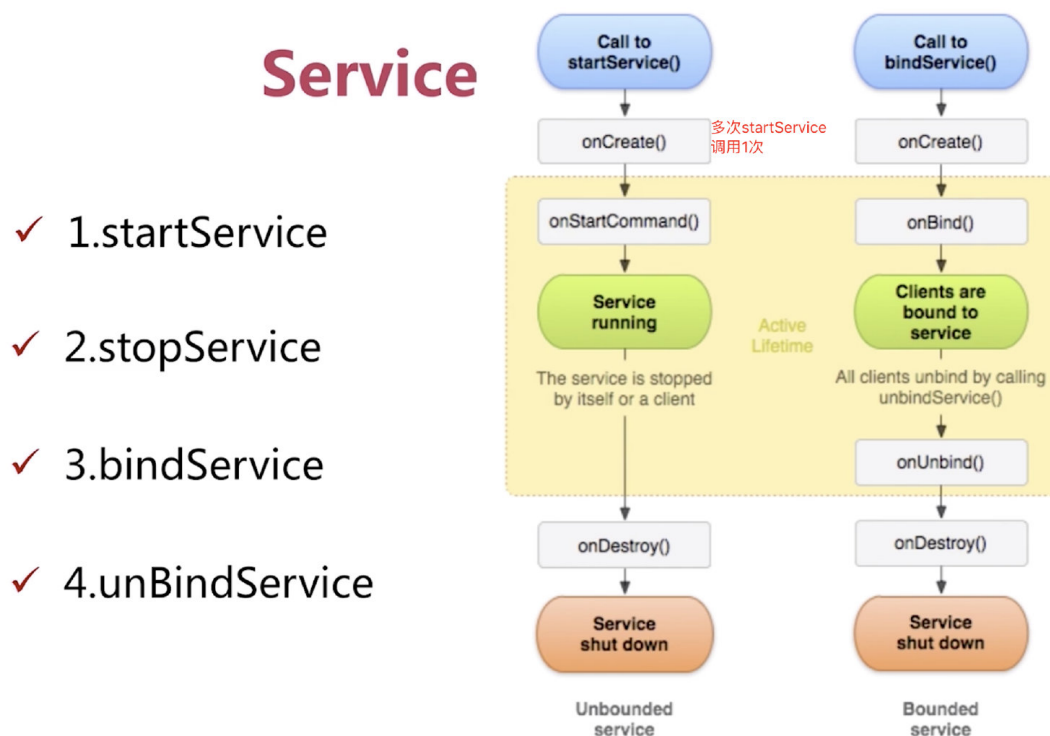 Service
✓ 1.startService
✓ 2.stopService
✓ 3.bindService
✓ 4.unBindService
Call to
startService()
onCreate()
多次startService
调用1次
onStartCommand()
Service
running
The service is stopped
by itself or a client
onDestroy()
Service
shut down
Unbounded
service
Active
Lifetime
Call to
bindService()
onCreate()
onBind()
Clients are
bound to
service
All clients unbind by calling
unbindService()
onUnbind()
onDestroy()
Service
shut down
Bounded
service